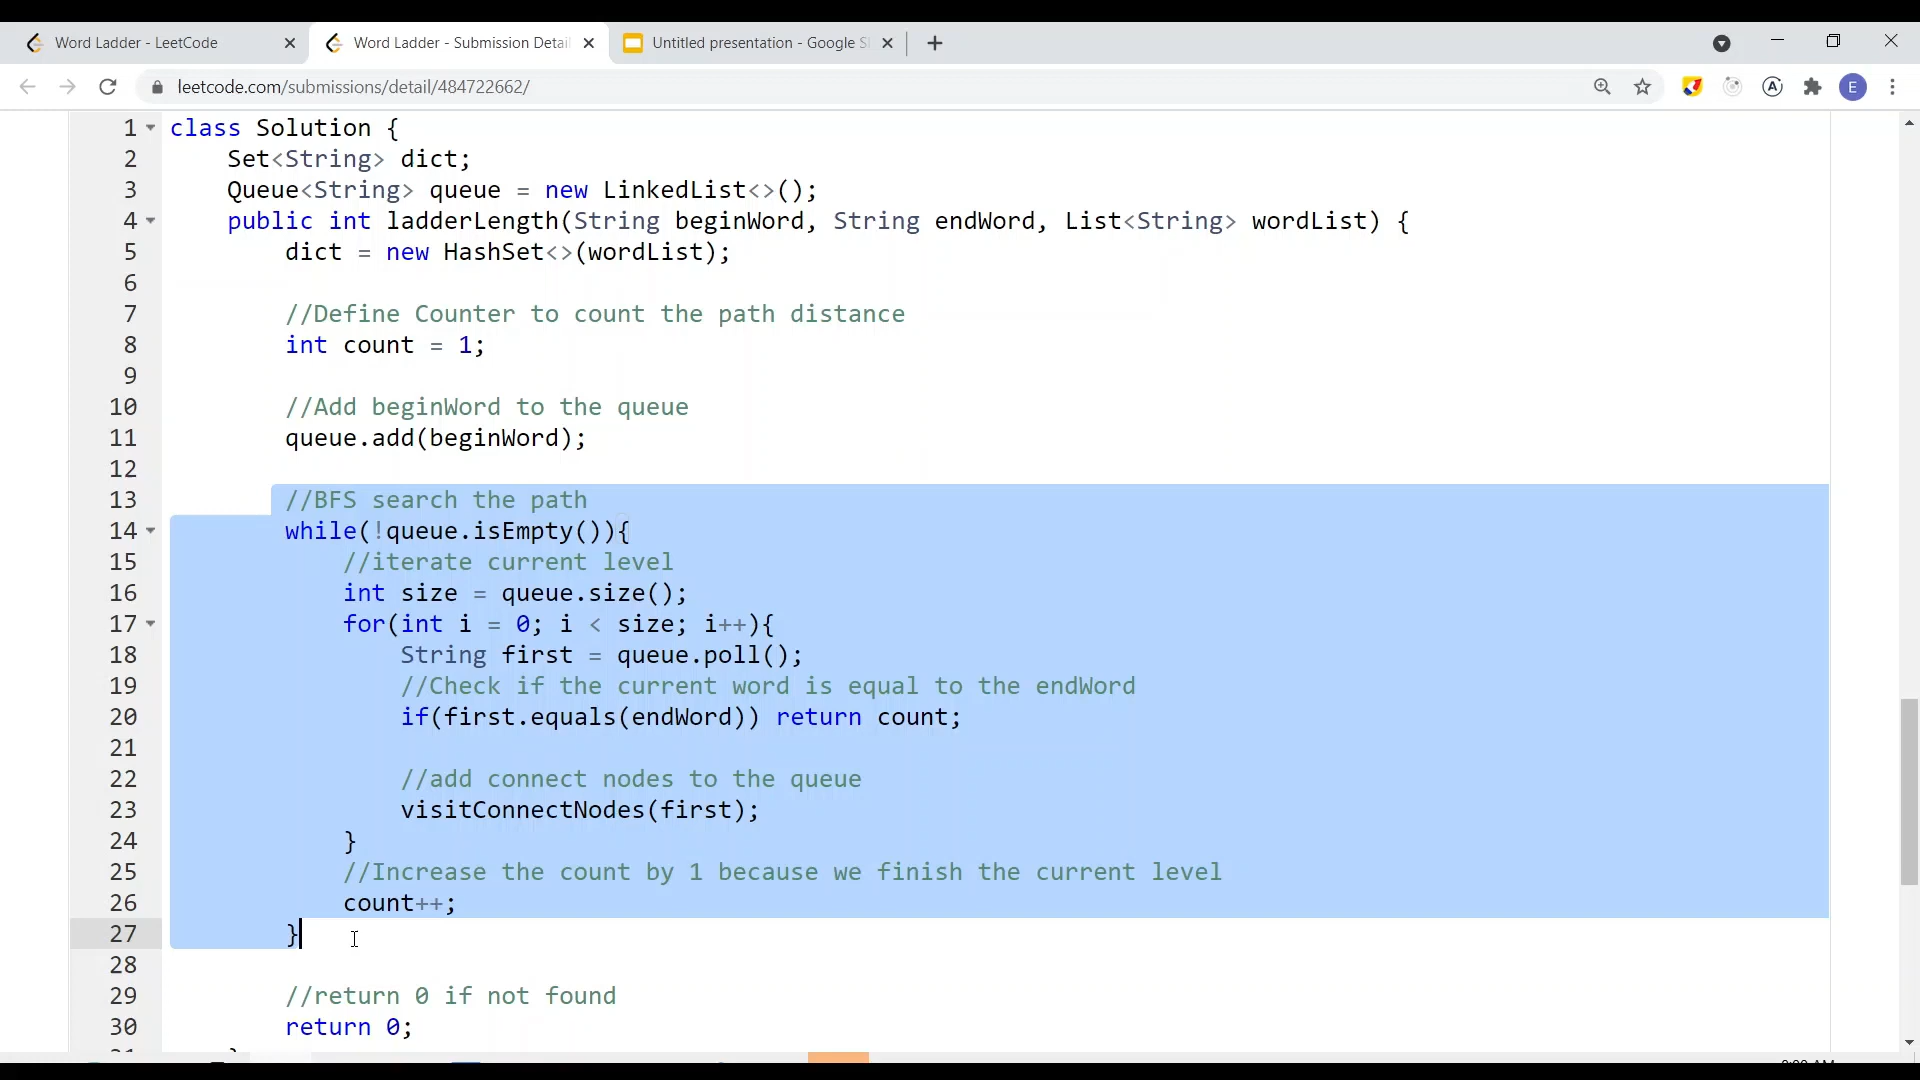 Word Ladder - LeetCode
Word Ladder - Submission Detail
Untitled presentation - Google Sl
leetcode.com/submissions/detail/484722662/
E
1 class Solution {
2 Set<String> dict;
3 Queue<String> queue = new LinkedList<>();
4 public int ladderLength(String beginWord, String endWord, List<String> wordList) {
5 dict = new HashSet<>(wordList);
6
7 //Define Counter to count the path distance
8 int count = 1;
9
10 //Add beginWord to the queue
11 queue.add(beginWord);
12
13 //BFS search the path
14 while(!queue.isEmpty()){
15 //iterate current level
16 int size = queue.size();
17 for(int i = 0; i < size; i++){
18 String first = queue.poll();
19 //Check if the current word is equal to the endWord
20 if(first.equals(endWord)) return count;
21
22 //add connect nodes to the queue
23 visitConnectNodes(first);
24 }
25 //Increase the count by 1 because we finish the current level
26 count++;
27 }
28
29 //return 0 if not found
30 return 0;